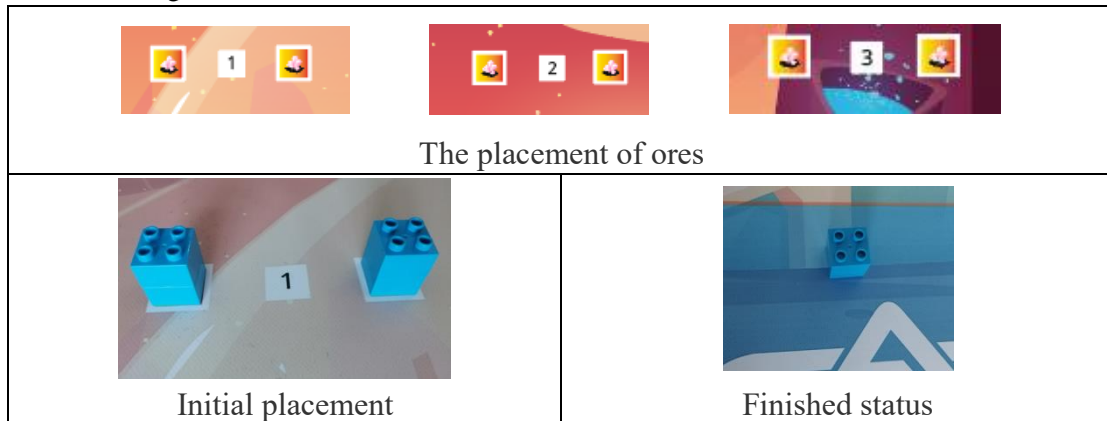 1
2
3
The placement of ores
1
Initial placement
Finished status